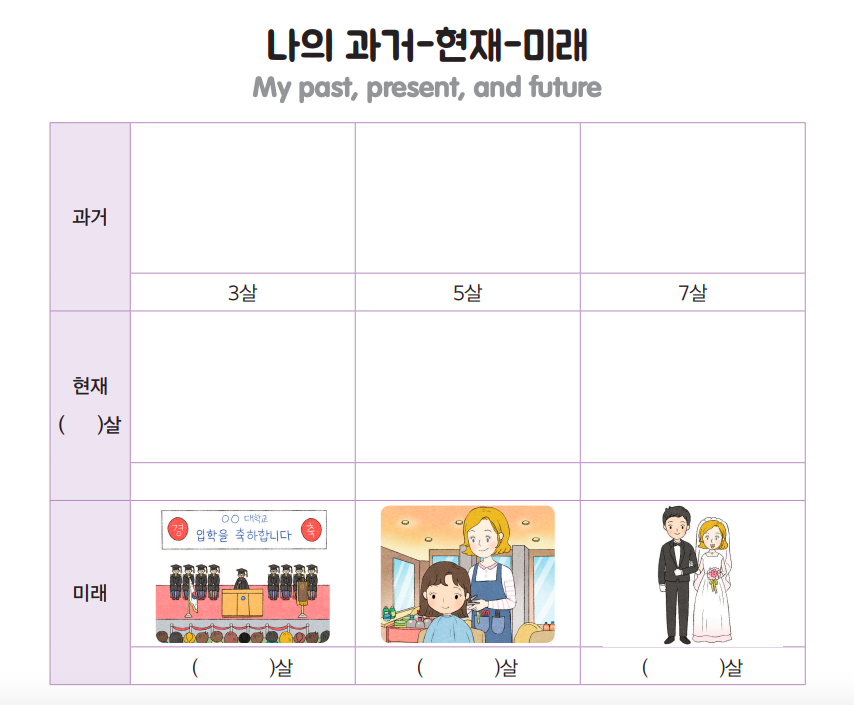 나의 과거-현재-미래
My past, present, and future
과거
3살
5살
7살
현재
(      )살
미래
경
○○ 대학교
입학을 축하합니다
축
(          )살
(          )살
(          )살